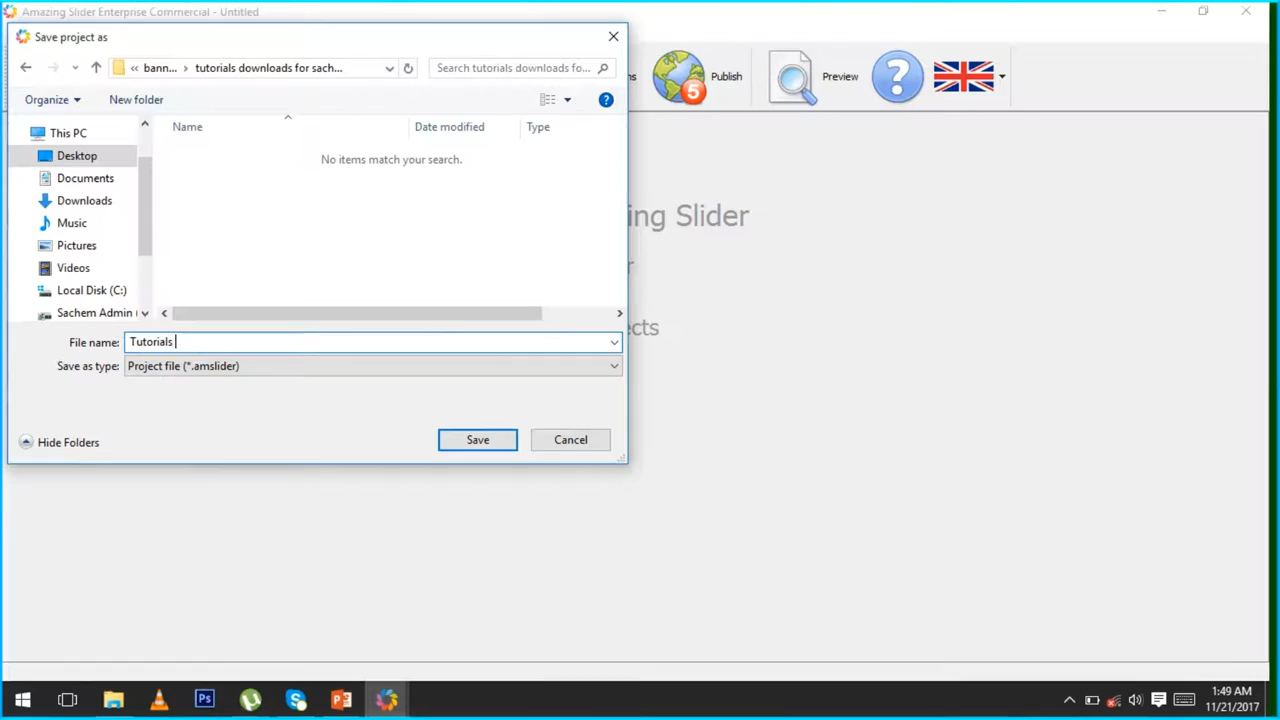 Amazing Slider Enterprise Commercial - Untitled
Save project as
bann... tutorials downloads for sach...
Search tutorials downloads fo...
Organize
New folder
ns
5
Publish
Preview
?
This PC
Desktop
Documents
Downloads
Music
Pictures
Videos
Local Disk (C:)
Sachem Admin (
Name
Date modified
Type
No items match your search.
ing Slider
r
ects
File name:
Tutorials
Save as type:
Project file (*.amslider)
Hide Folders
Save
Cancel
Ps
1:49 AM
11/21/2017